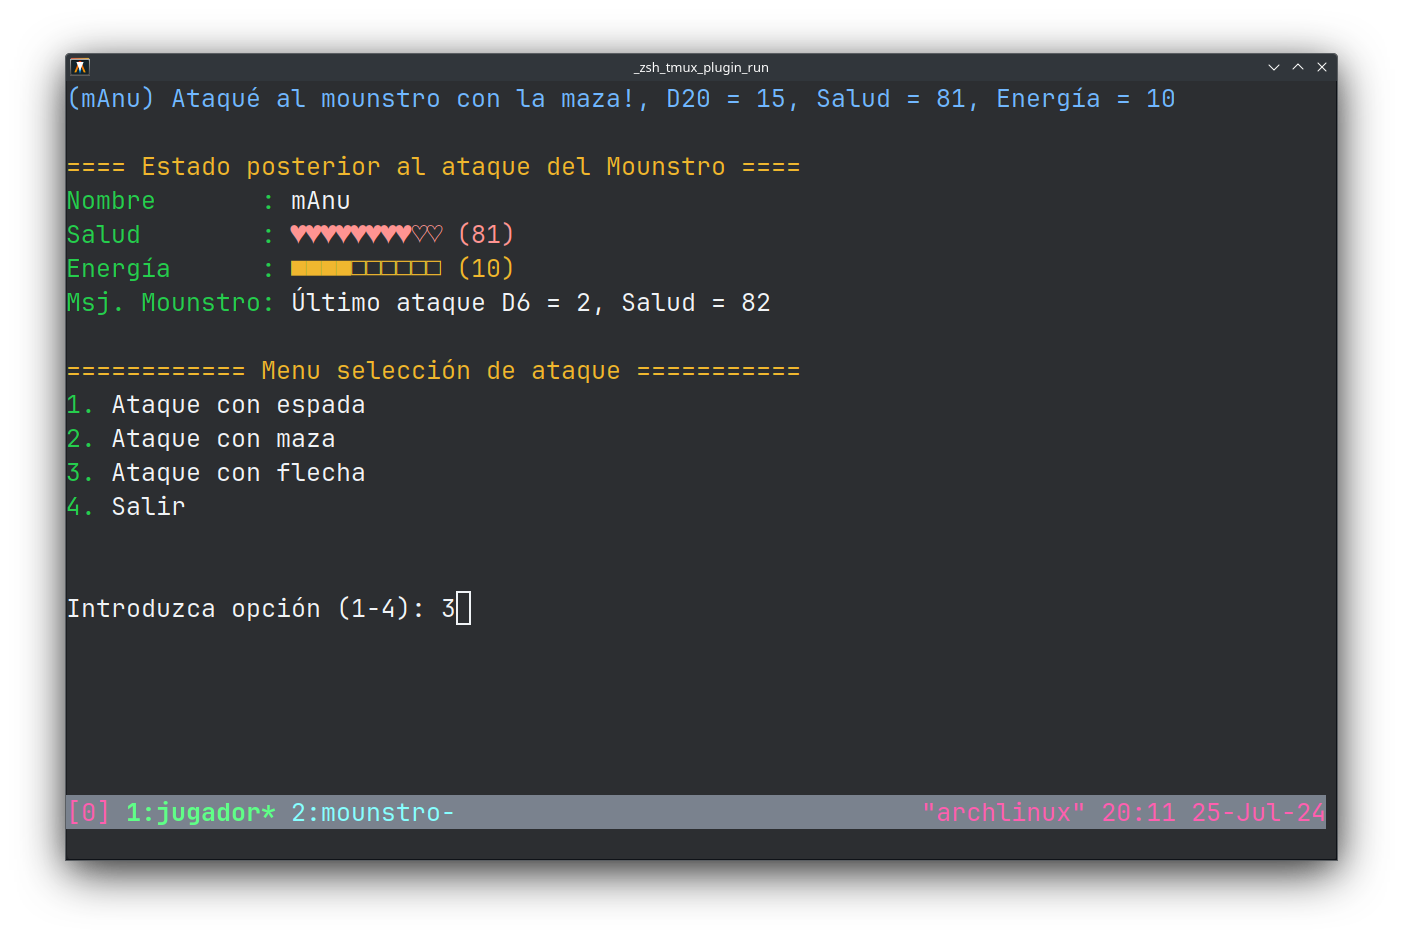 _zsh_tmux_plugin_run
(mAnu) Ataqué al mounstro con la maza!, D20 = 15, Salud = 81, Energía = 10
==== Estado posterior al ataque del Mounstro ====
Nombre       : mAnu
Salud        : ♥♥♥♥♥♥♥♥♡♡ (81)
Energía      : ■■■■□□□□□□ (10)
Msj. Mounstro: Último ataque D6 = 2, Salud = 82
============ Menu selección de ataque ===========
1. Ataque con espada
2. Ataque con maza
3. Ataque con flecha
4. Salir
Introduzca opción (1-4): 3
[0] 1:jugador* 2:mounstro- "archlinux" 20:11 25-Jul-24